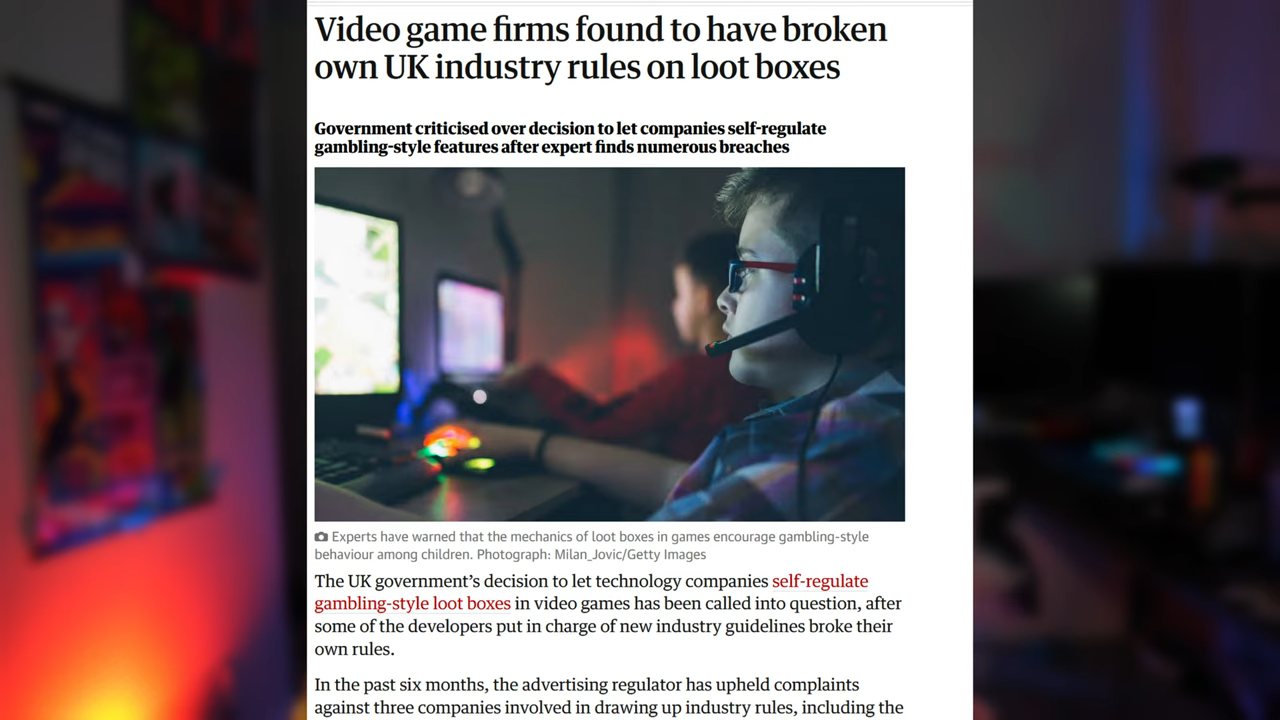 Video game firms found to have broken
own UK industry rules on loot boxes
Government criticised over decision to let companies self-regulate
gambling-style features after expert finds numerous breaches
Experts have warned that the mechanics of loot boxes in games encourage gambling-style
behaviour among children. Photograph: Milan_Jovic/Getty Images
The UK government’s decision to let technology companies self-regulate
gambling-style loot boxes in video games has been called into question, after
some of the developers put in charge of new industry guidelines broke their
own rules.
In the past six months, the advertising regulator has upheld complaints
against three companies involved in drawing up industry rules, including the